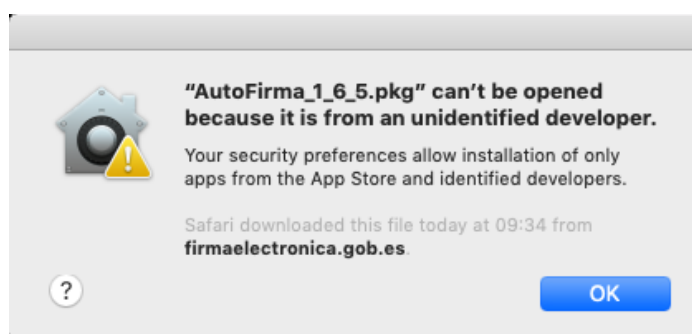 “AutoFirma_1_6_5.pkg” can’t be opened
because it is from an unidentified developer.
Your security preferences allow installation of only
apps from the App Store and identified developers.
Safari downloaded this file today at 09:34 from
firmaelectronica.gob.es.
?
OK